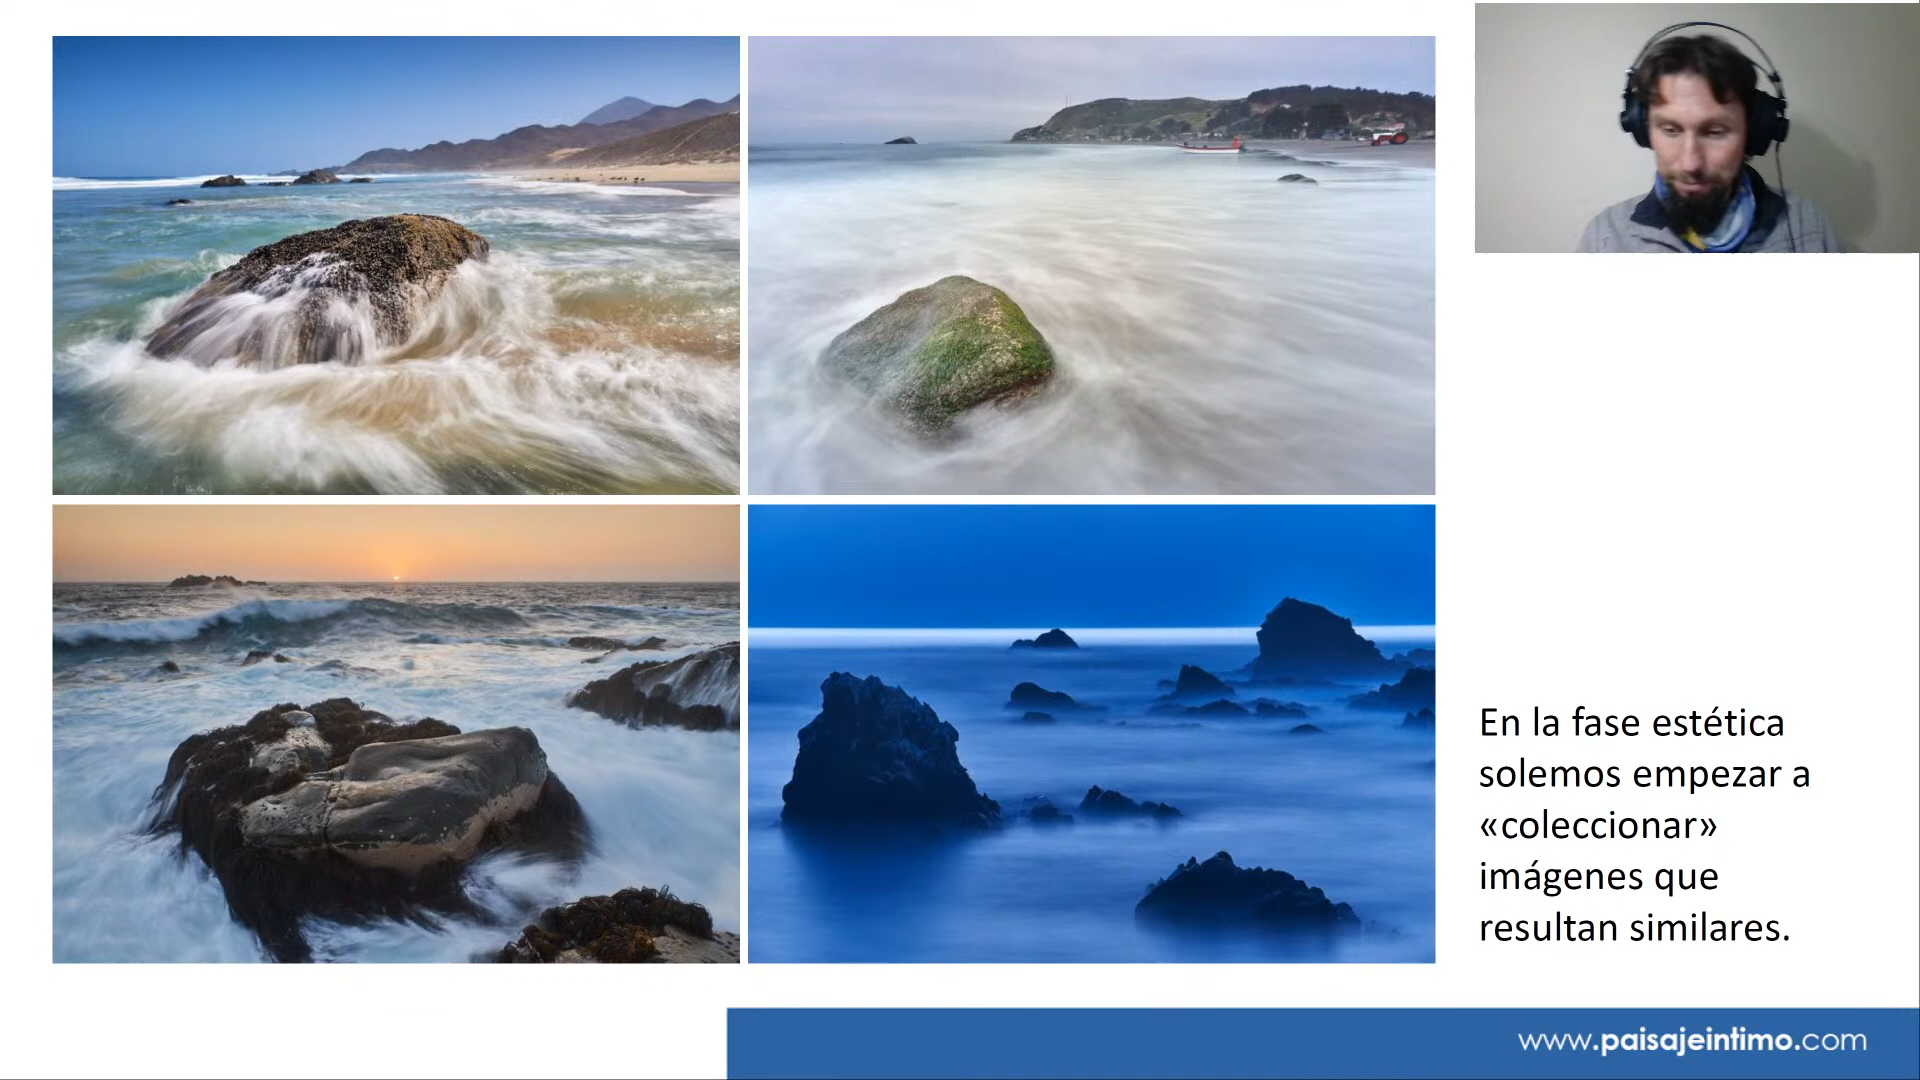 En la fase estética
solemos empezar a
«coleccionar»
imágenes que
resultan similares.
www.paisajeintimo.com